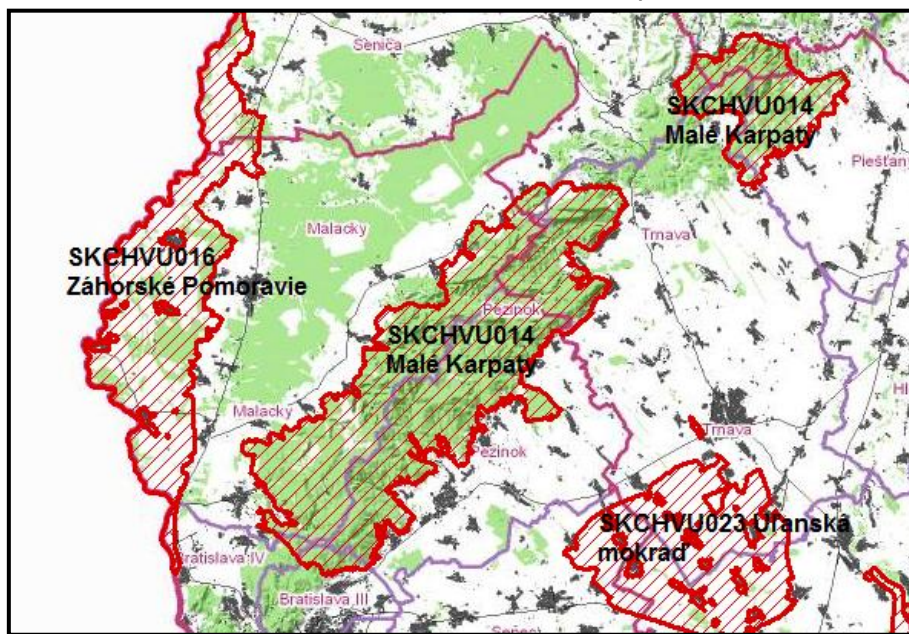 Senica
SKCHVU014
Malé Karpaty
Piešťany
Malacky
Trnava
SKCHVU016
Záhorské Pomoravie
Pezinok
SKCHVU014
Malé Karpaty
Malacky
Trnava
Pezinok
SKCHVU023 Úľanská
mokraď
Bratislava IV
Bratislava III
Senec